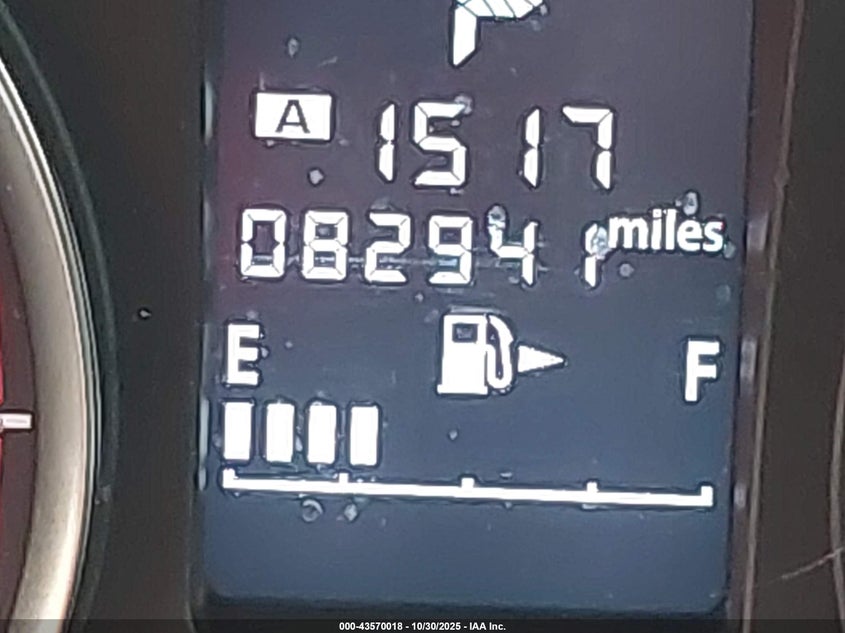 A 1517
082941 miles
E F
000-43570018 - 10/30/2025 - IAA Inc.